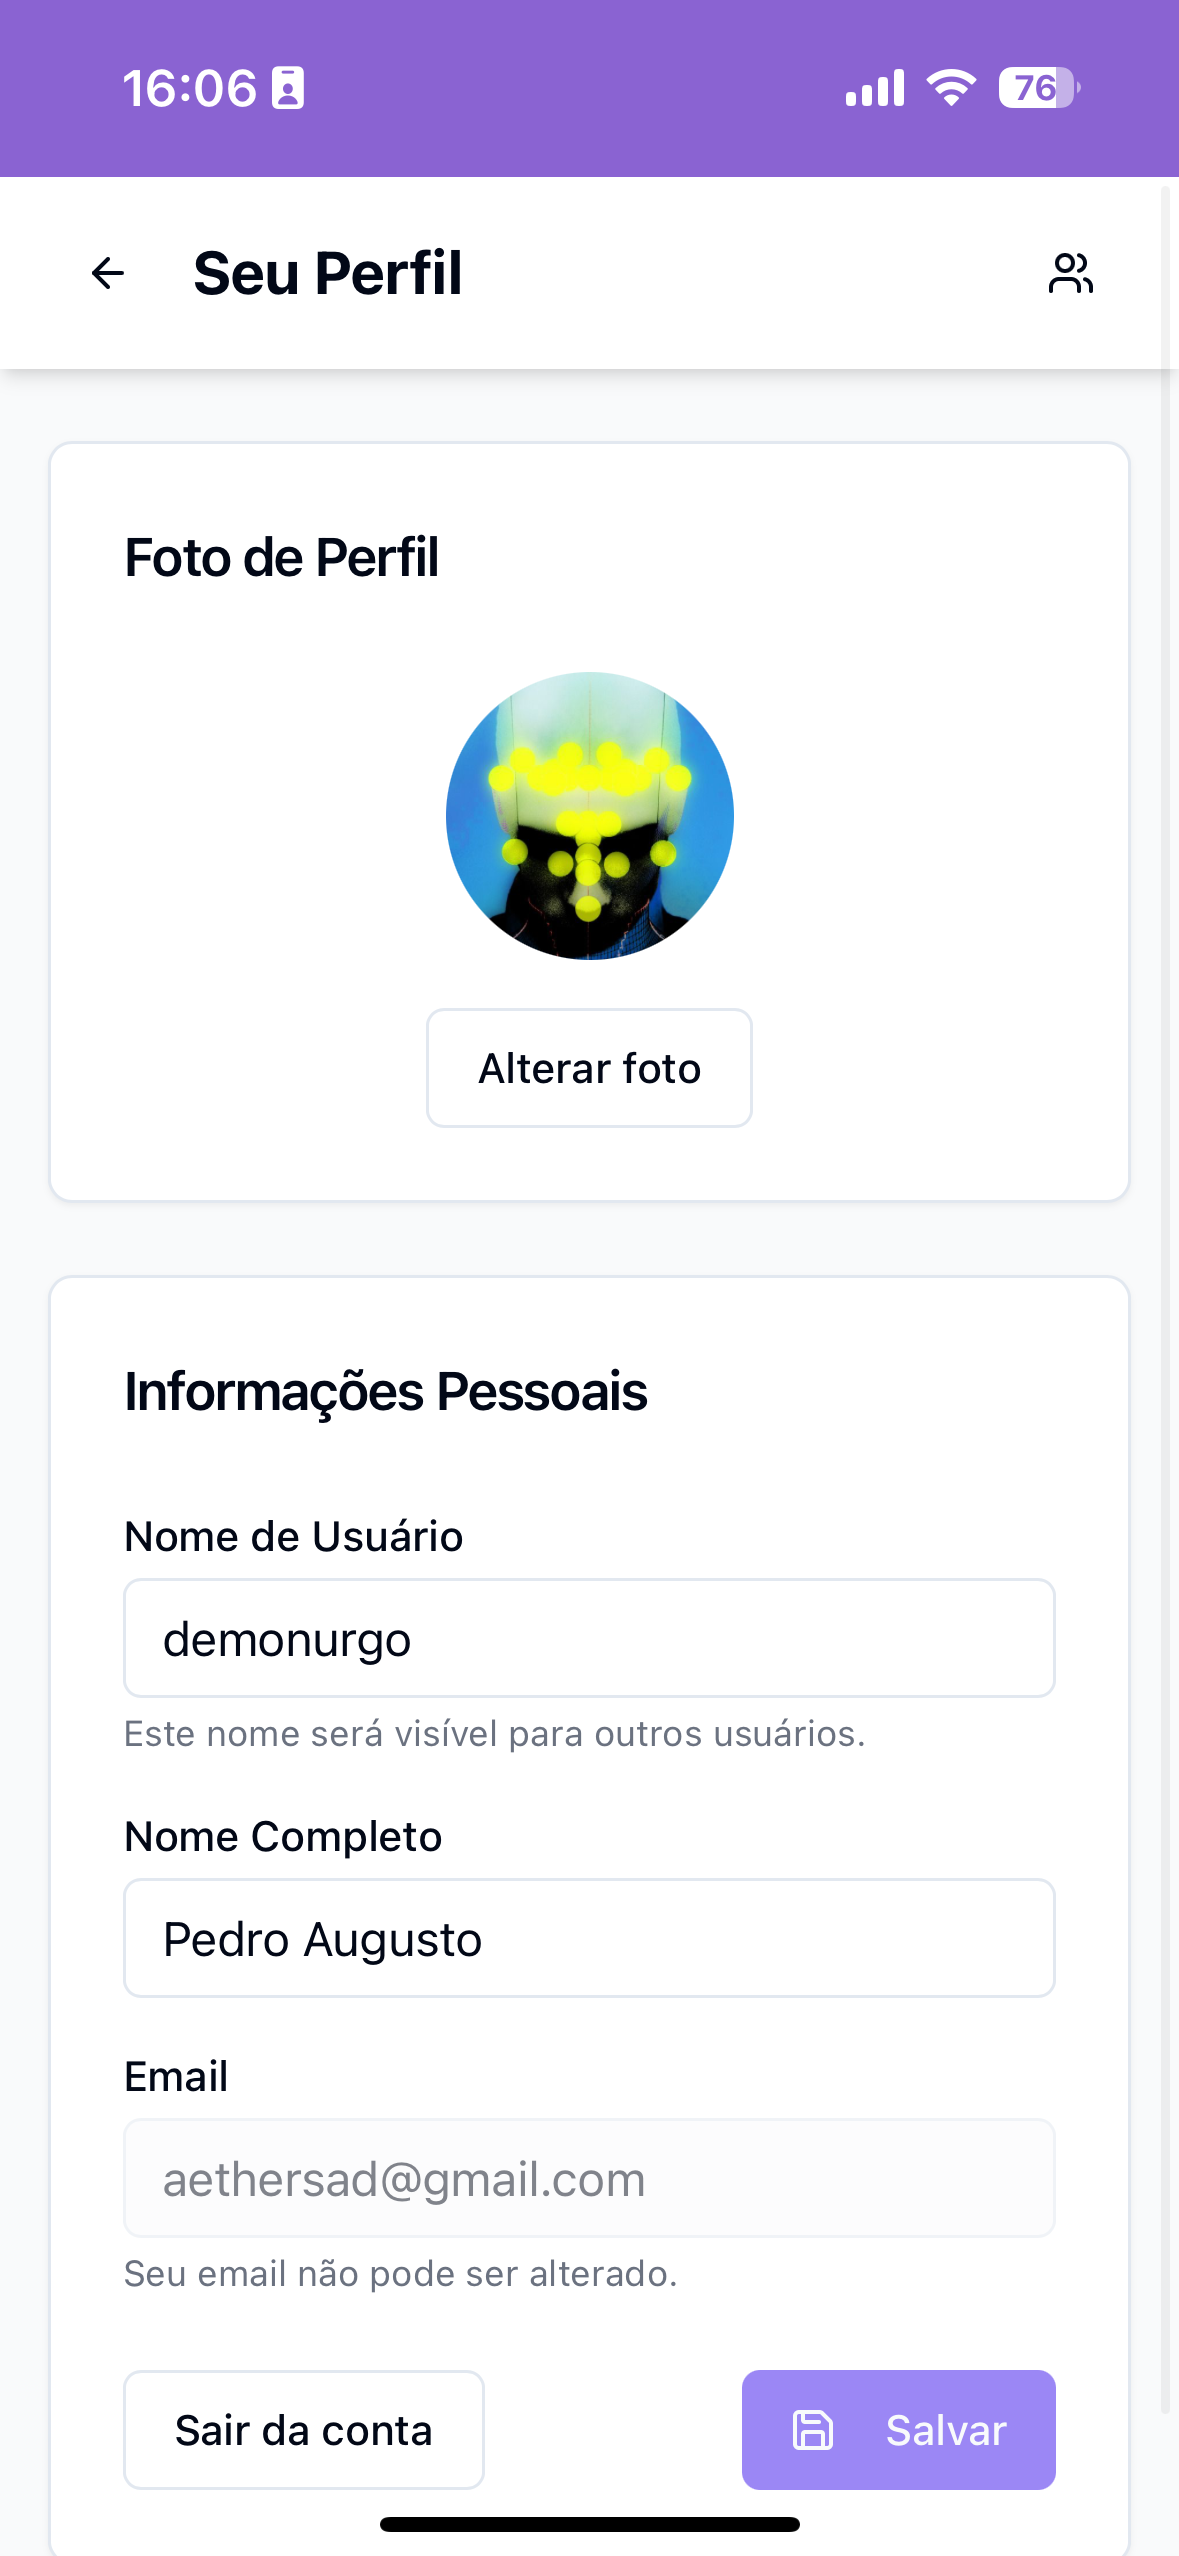 16:06
76
Seu Perfil
Foto de Perfil
Alterar foto
Informações Pessoais
Nome de Usuário
demonurgo
Este nome será visível para outros usuários.
Nome Completo
Pedro Augusto
Email
aethersad@gmail.com
Seu email não pode ser alterado.
Sair da conta
Salvar